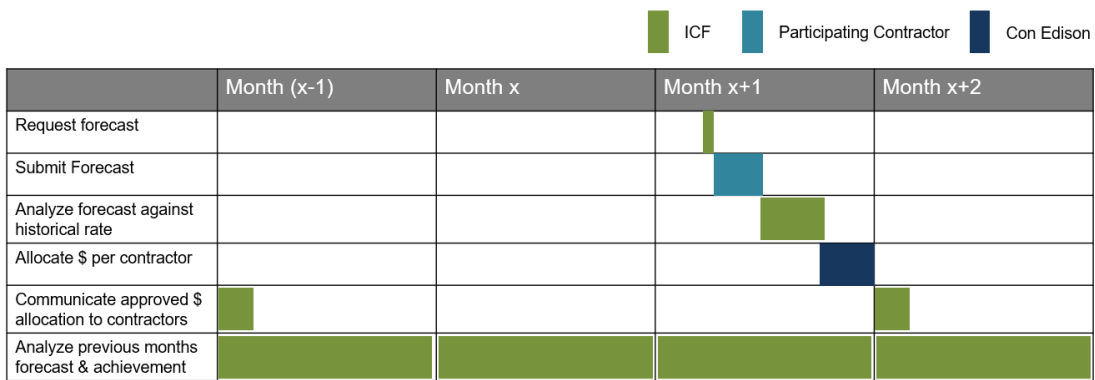 ICF Participating Contractor Con Edison
Month (x-1) Month x Month x+1 Month x+2
Request forecast
Submit Forecast
Analyze forecast against
historical rate
Allocate $ per contractor
Communicate approved $
allocation to contractors
Analyze previous months
forecast & achievement